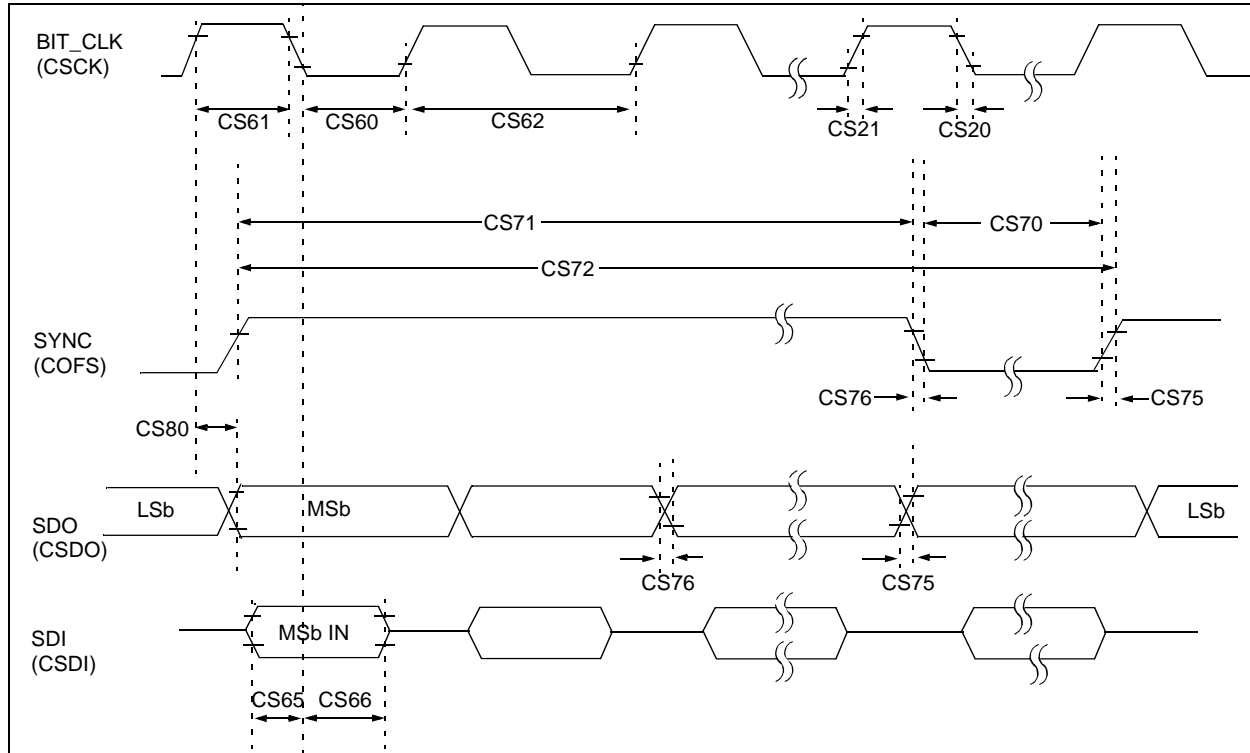 BIT_CLK
(CSCK)
CS61
CS60
CS62
CS21
CS20
CS71
CS70
CS72
SYNC
(COFS)
CS76
CS75
CS80
LSb
MSb
LSb
SDO
(CSDO)
CS76
CS75
SDI
(CSDI)
MSb IN
CS65
CS66